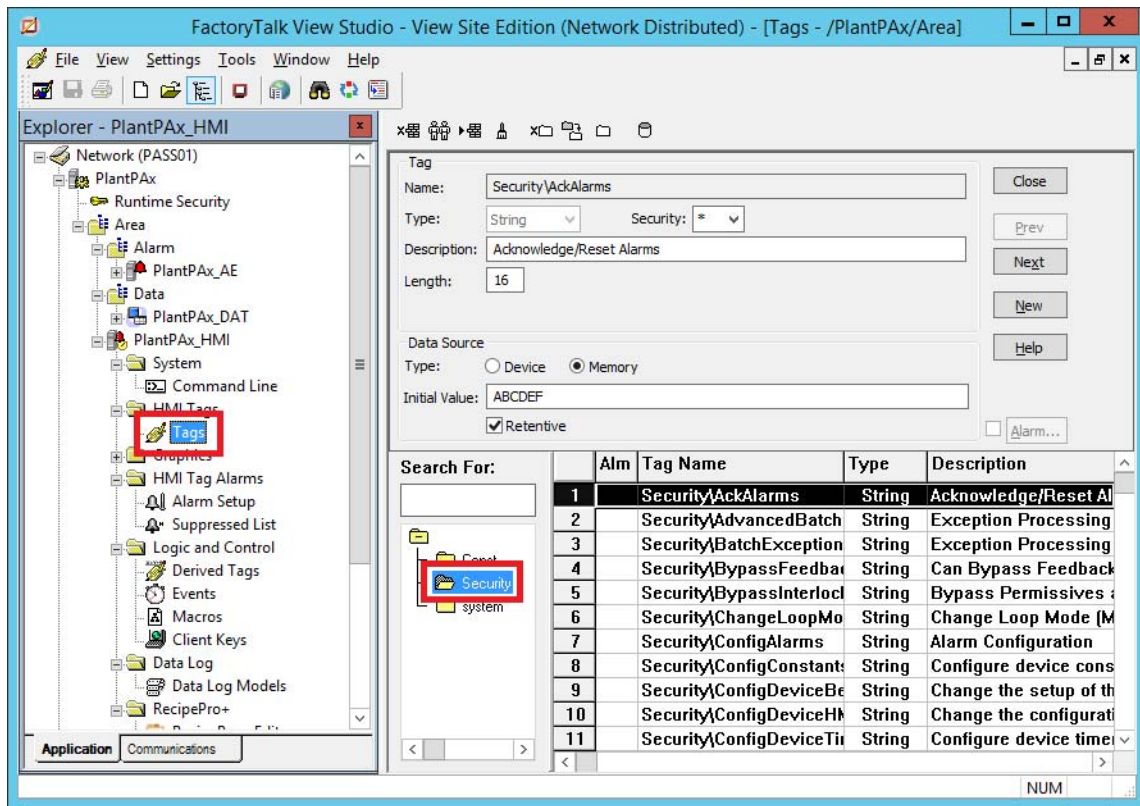 FactoryTalk View Studio - View Site Edition (Network Distributed) - [Tags - /PlantPAx/Area]
File View Settings Tools Window Help
Explorer - PlantPAx_HMI
Network (PASS01)
PlantPAx
Runtime Security
Area
Alarm
PlantPAx_AE
Data
PlantPAx_DAT
PlantPAx_HMI
System
Command Line
HMI Tags
Tags
Graphics
HMI Tag Alarms
Alarm Setup
Suppressed List
Logic and Control
Derived Tags
Events
Macros
Client Keys
Data Log
Data Log Models
RecipePro+
Application Communications
Tag
Name: Security\AckAlarms
Type: String Security: *
Description: Acknowledge/Reset Alarms
Length: 16
Close
Prev
Next
New
Help
Data Source
Type: Device Memory
Initial Value: ABCDEF
Retentive
Alarm...
Search For:
Const
Security
system
Alm Tag Name Type Description
1 Security\AckAlarms String Acknowledge/Reset Al
2 Security\AdvancedBatch String Exception Processing
3 Security\BatchException String Exception Processing
4 Security\BypassFeedba String Can Bypass Feedback
5 Security\BypassInterloc String Bypass Permissives
6 Security\ChangeLoopMo String Change Loop Mode (M
7 Security\ConfigAlarms String Alarm Configuration
8 Security\ConfigConstant String Configure device cons
9 Security\ConfigDeviceBe String Change the setup of th
10 Security\ConfigDeviceHM String Change the configurati
11 Security\ConfigDeviceTi String Configure device timer
NUM